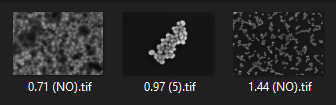 0.71 (NO).tif
0.97 (5).tif
1.44 (NO).tif